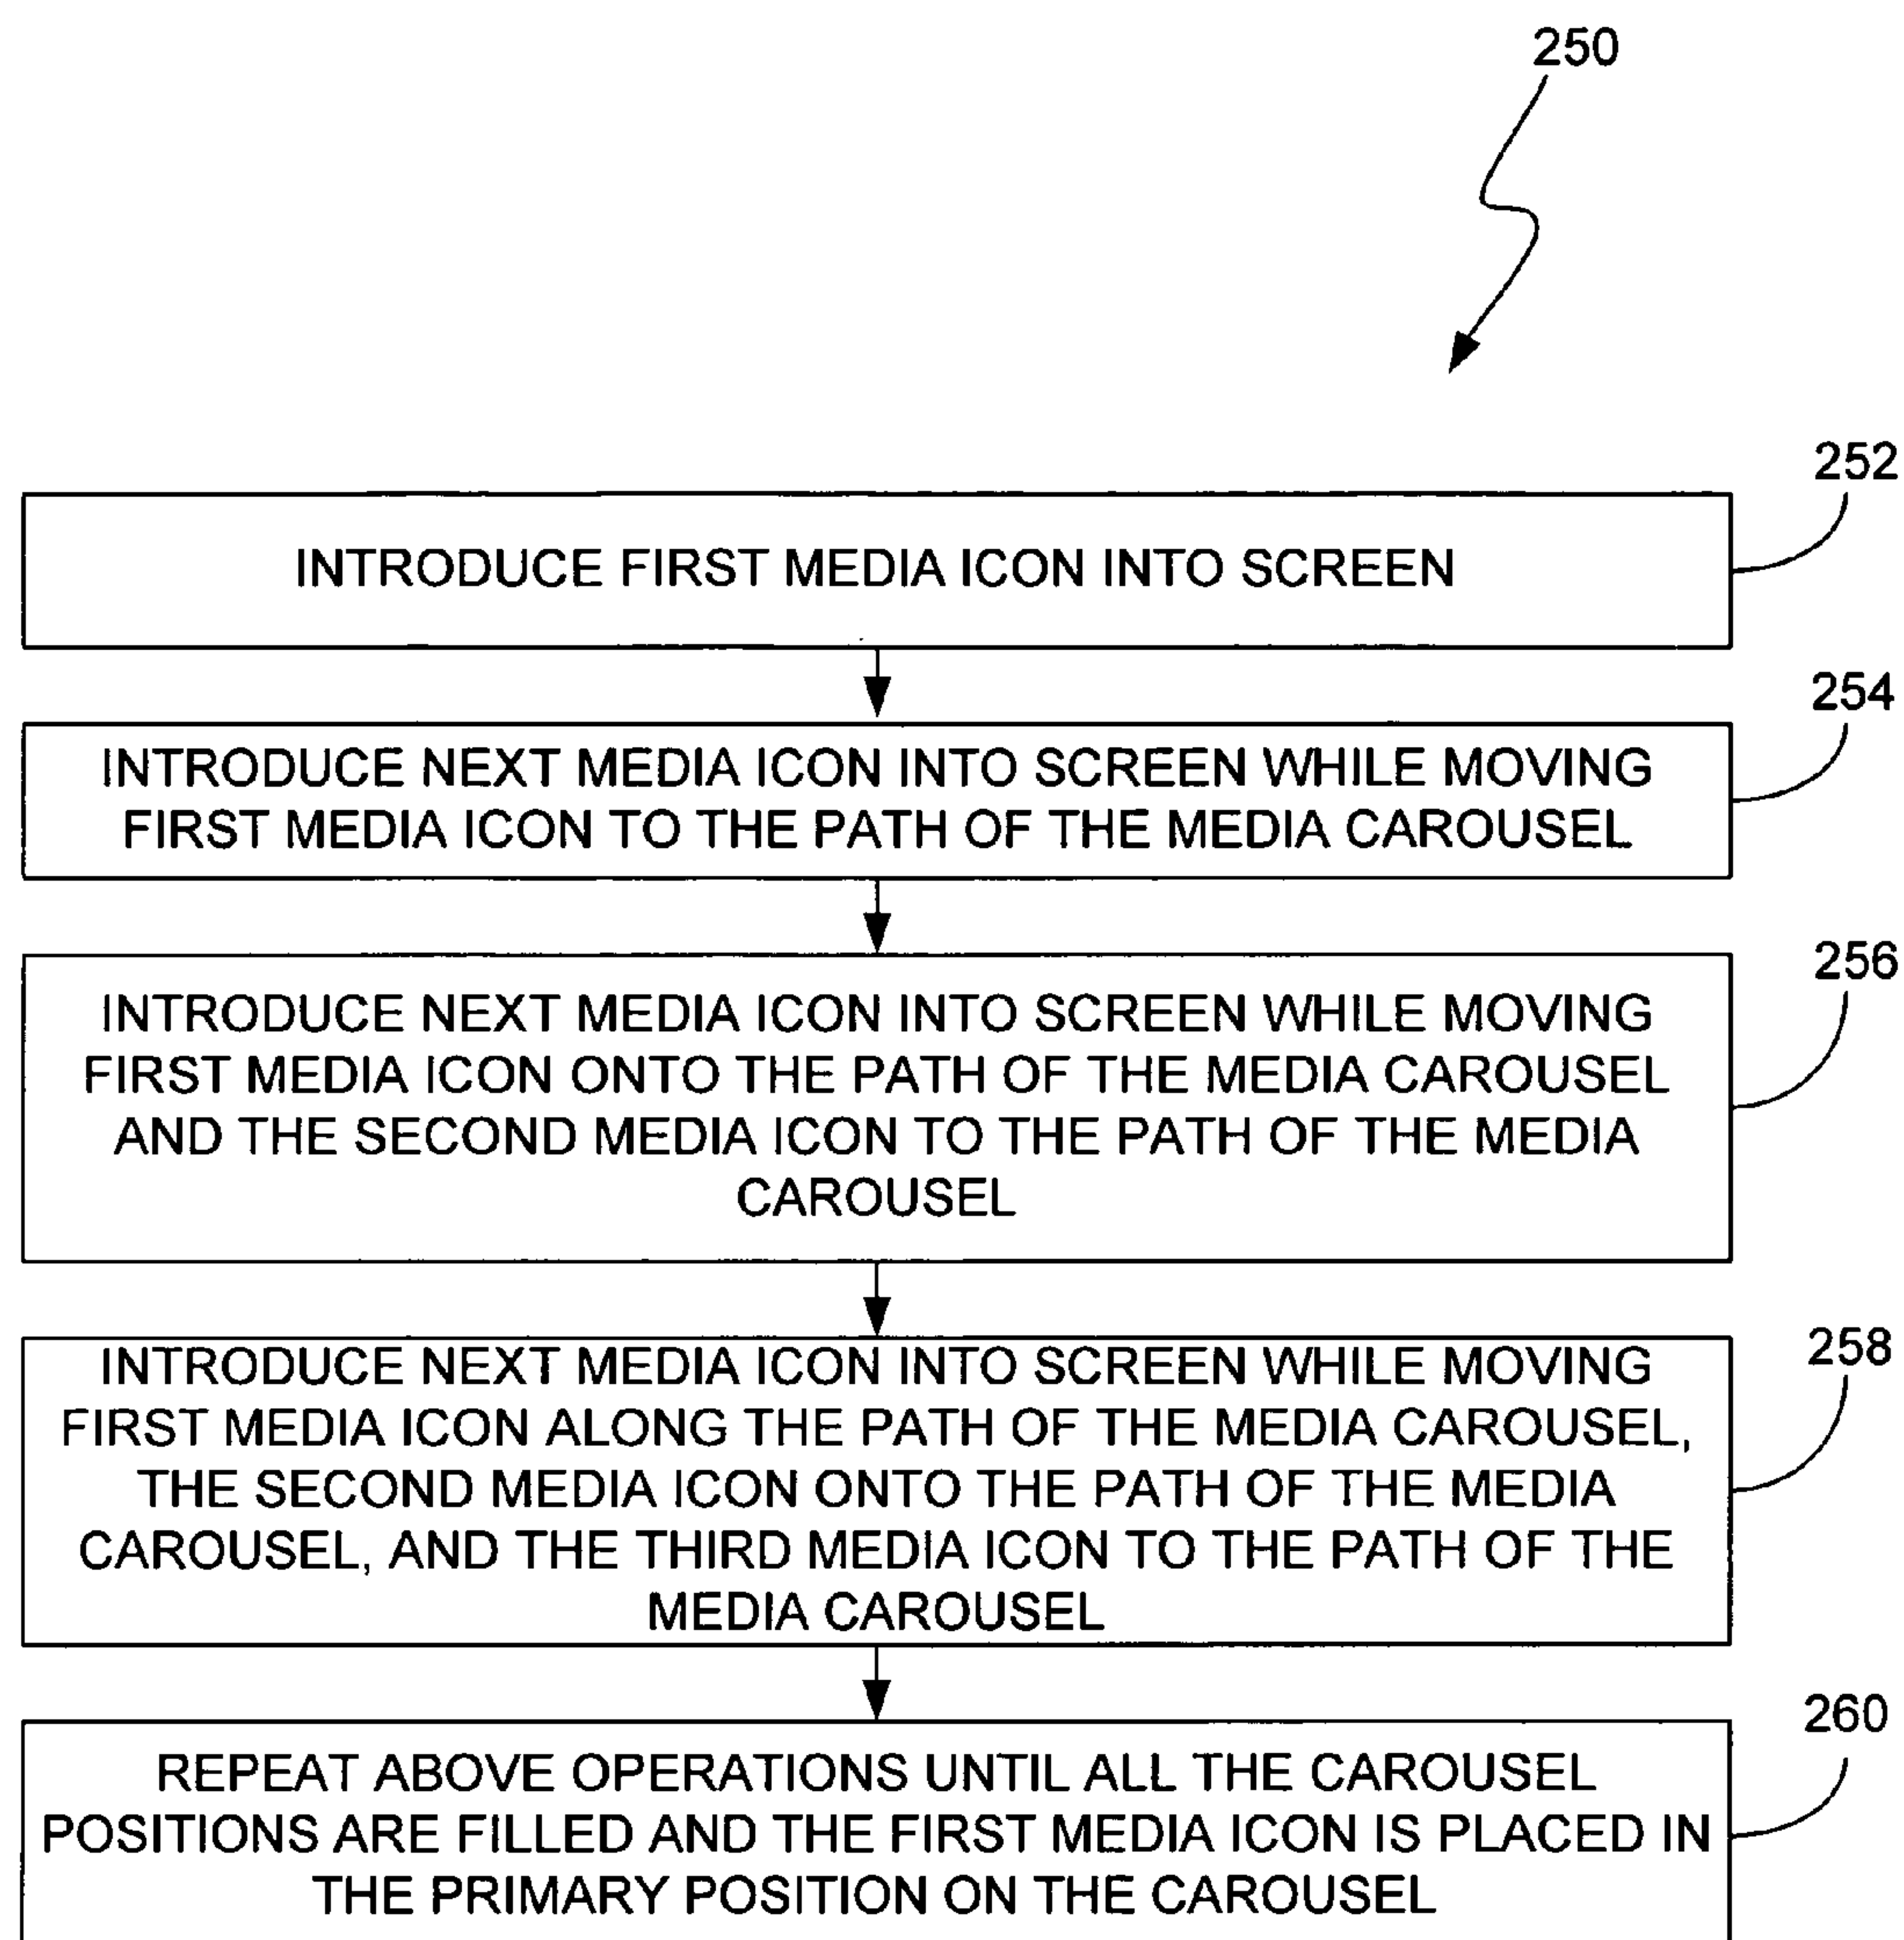 250
252
INTRODUCE FIRST MEDIA ICON INTO SCREEN
254
INTRODUCE NEXT MEDIA ICON INTO SCREEN WHILE MOVING
FIRST MEDIA ICON TO THE PATH OF THE MEDIA CAROUSEL
256
INTRODUCE NEXT MEDIA ICON INTO SCREEN WHILE MOVING
FIRST MEDIA ICON ONTO THE PATH OF THE MEDIA CAROUSEL
AND THE SECOND MEDIA ICON TO THE PATH OF THE MEDIA
CAROUSEL
258
INTRODUCE NEXT MEDIA ICON INTO SCREEN WHILE MOVING
FIRST MEDIA ICON ALONG THE PATH OF THE MEDIA CAROUSEL,
THE SECOND MEDIA ICON ONTO THE PATH OF THE MEDIA
CAROUSEL, AND THE THIRD MEDIA ICON TO THE PATH OF THE
MEDIA CAROUSEL
260
REPEAT ABOVE OPERATIONS UNTIL ALL THE CAROUSEL
POSITIONS ARE FILLED AND THE FIRST MEDIA ICON IS PLACED IN
THE PRIMARY POSITION ON THE CAROUSEL